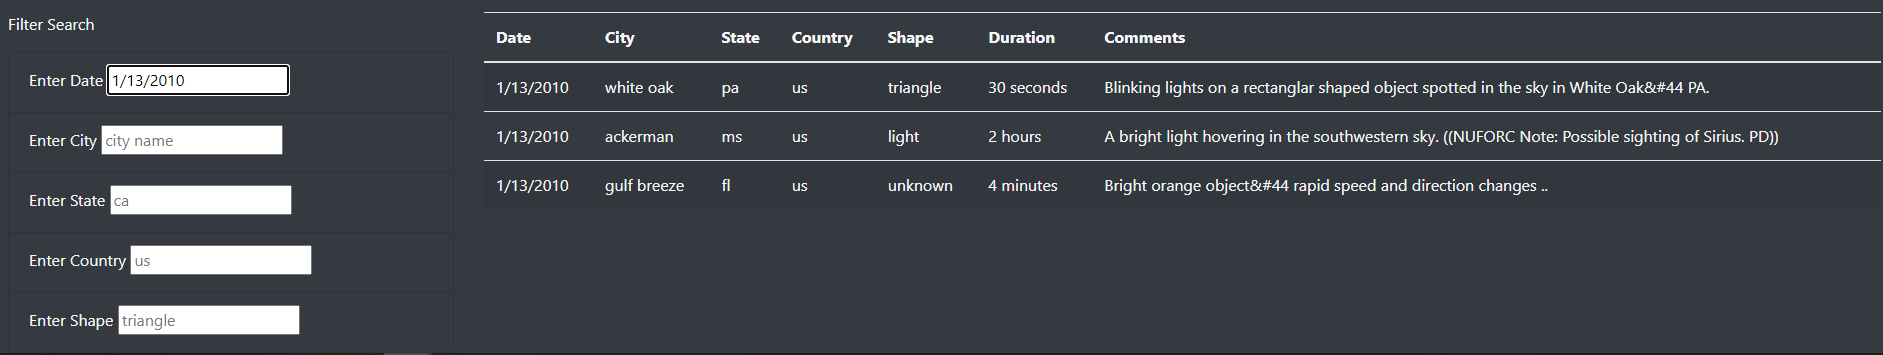 Filter Search
Enter Date 1/13/2010
Enter City city name
Enter State ca
Enter Country us
Enter Shape triangle
Date City State Country Shape Duration Comments
1/13/2010 white oak pa us triangle 30 seconds Blinking lights on a rectanglar shaped object spotted in the sky in White Oak&#44 PA.
1/13/2010 ackerman ms us light 2 hours A bright light hovering in the southwestern sky. ((NUFORC Note: Possible sighting of Sirius. PD))
1/13/2010 gulf breeze fl us unknown 4 minutes Bright orange object&#44 rapid speed and direction changes ..